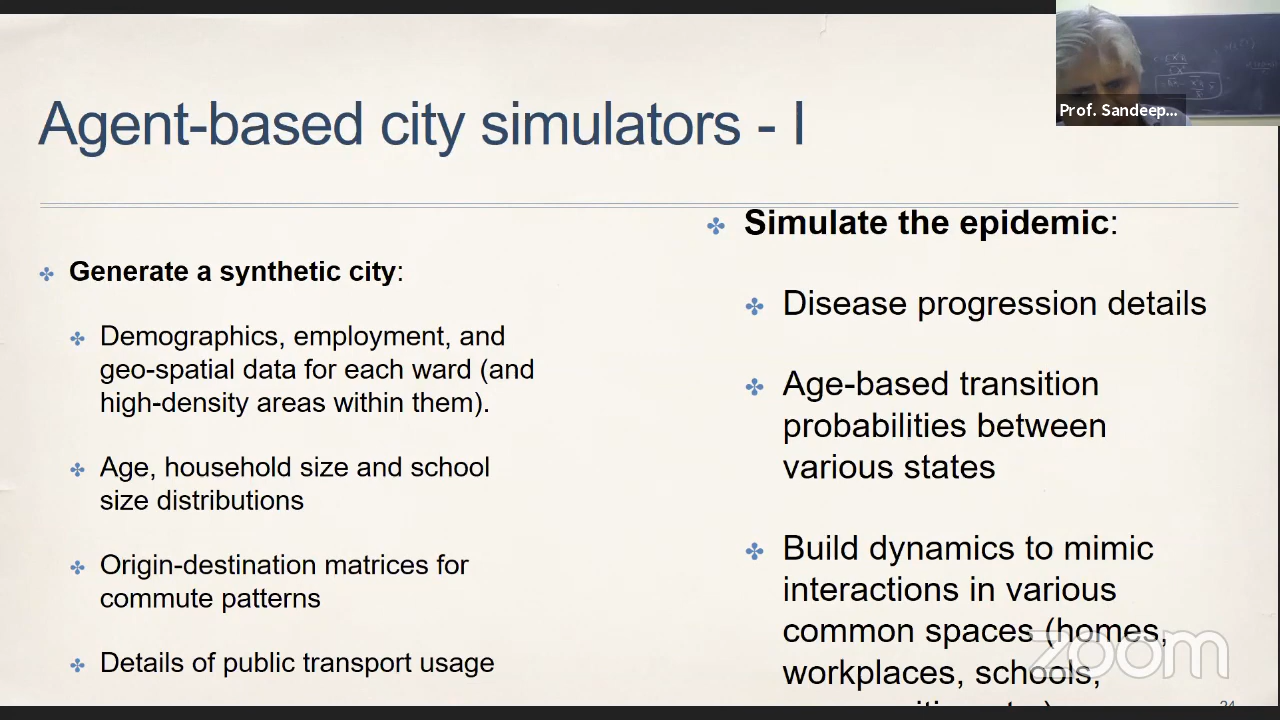 Agent-based city simulators - I
Prof. Sandeep...
Generate a synthetic city:
Demographics, employment, and
geo-spatial data for each ward (and
high-density areas within them).
Age, household size and school
size distributions
Origin-destination matrices for
commute patterns
Details of public transport usage
Simulate the epidemic:
Disease progression details
Age-based transition
probabilities between
various states
Build dynamics to mimic
interactions in various
common spaces (homes,
workplaces, schools,
zoom